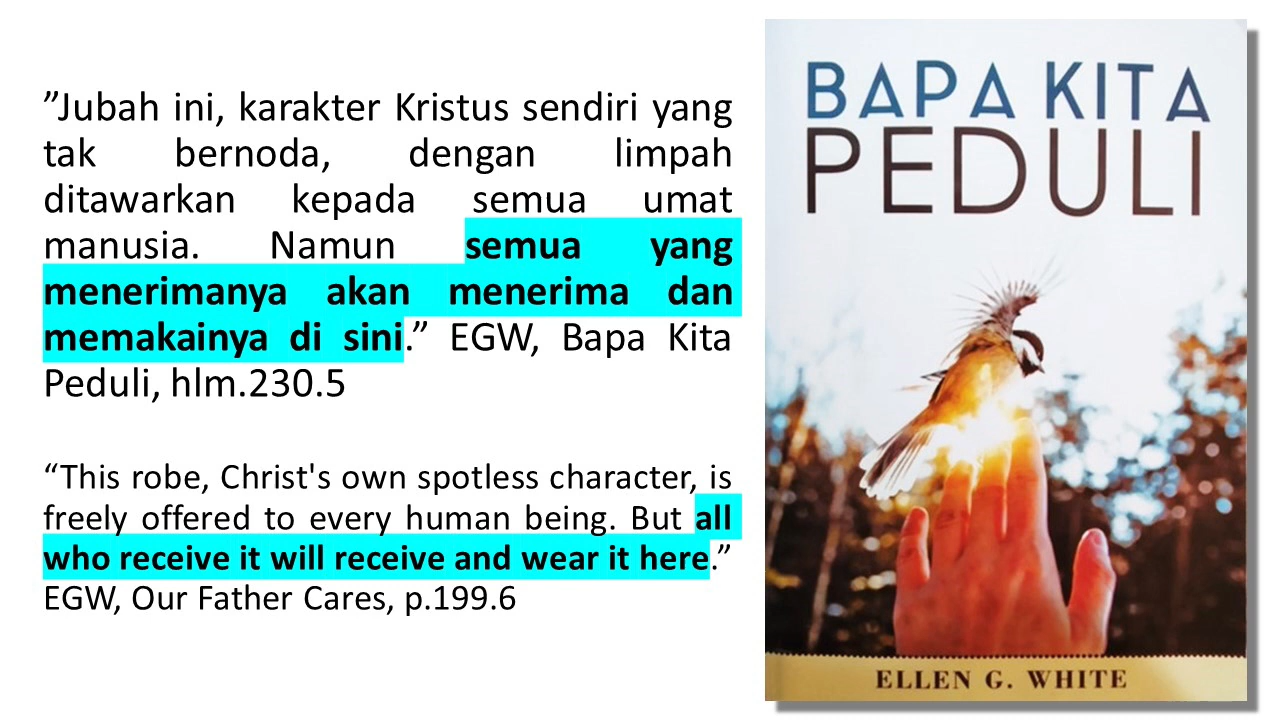 ”Jubah ini, karakter Kristus sendiri yang
tak bernoda, dengan limpah
ditawarkan kepada semua umat
manusia. Namun semua yang
menerimanya akan menerima dan
memakainya di sini.” EGW, Bapa Kita
Peduli, hlm.230.5
“This robe, Christ's own spotless character, is
freely offered to every human being. But all
who receive it will receive and wear it here.”
EGW, Our Father Cares, p.199.6
BAPA KITA
PEDULI
ELLEN G. WHITE